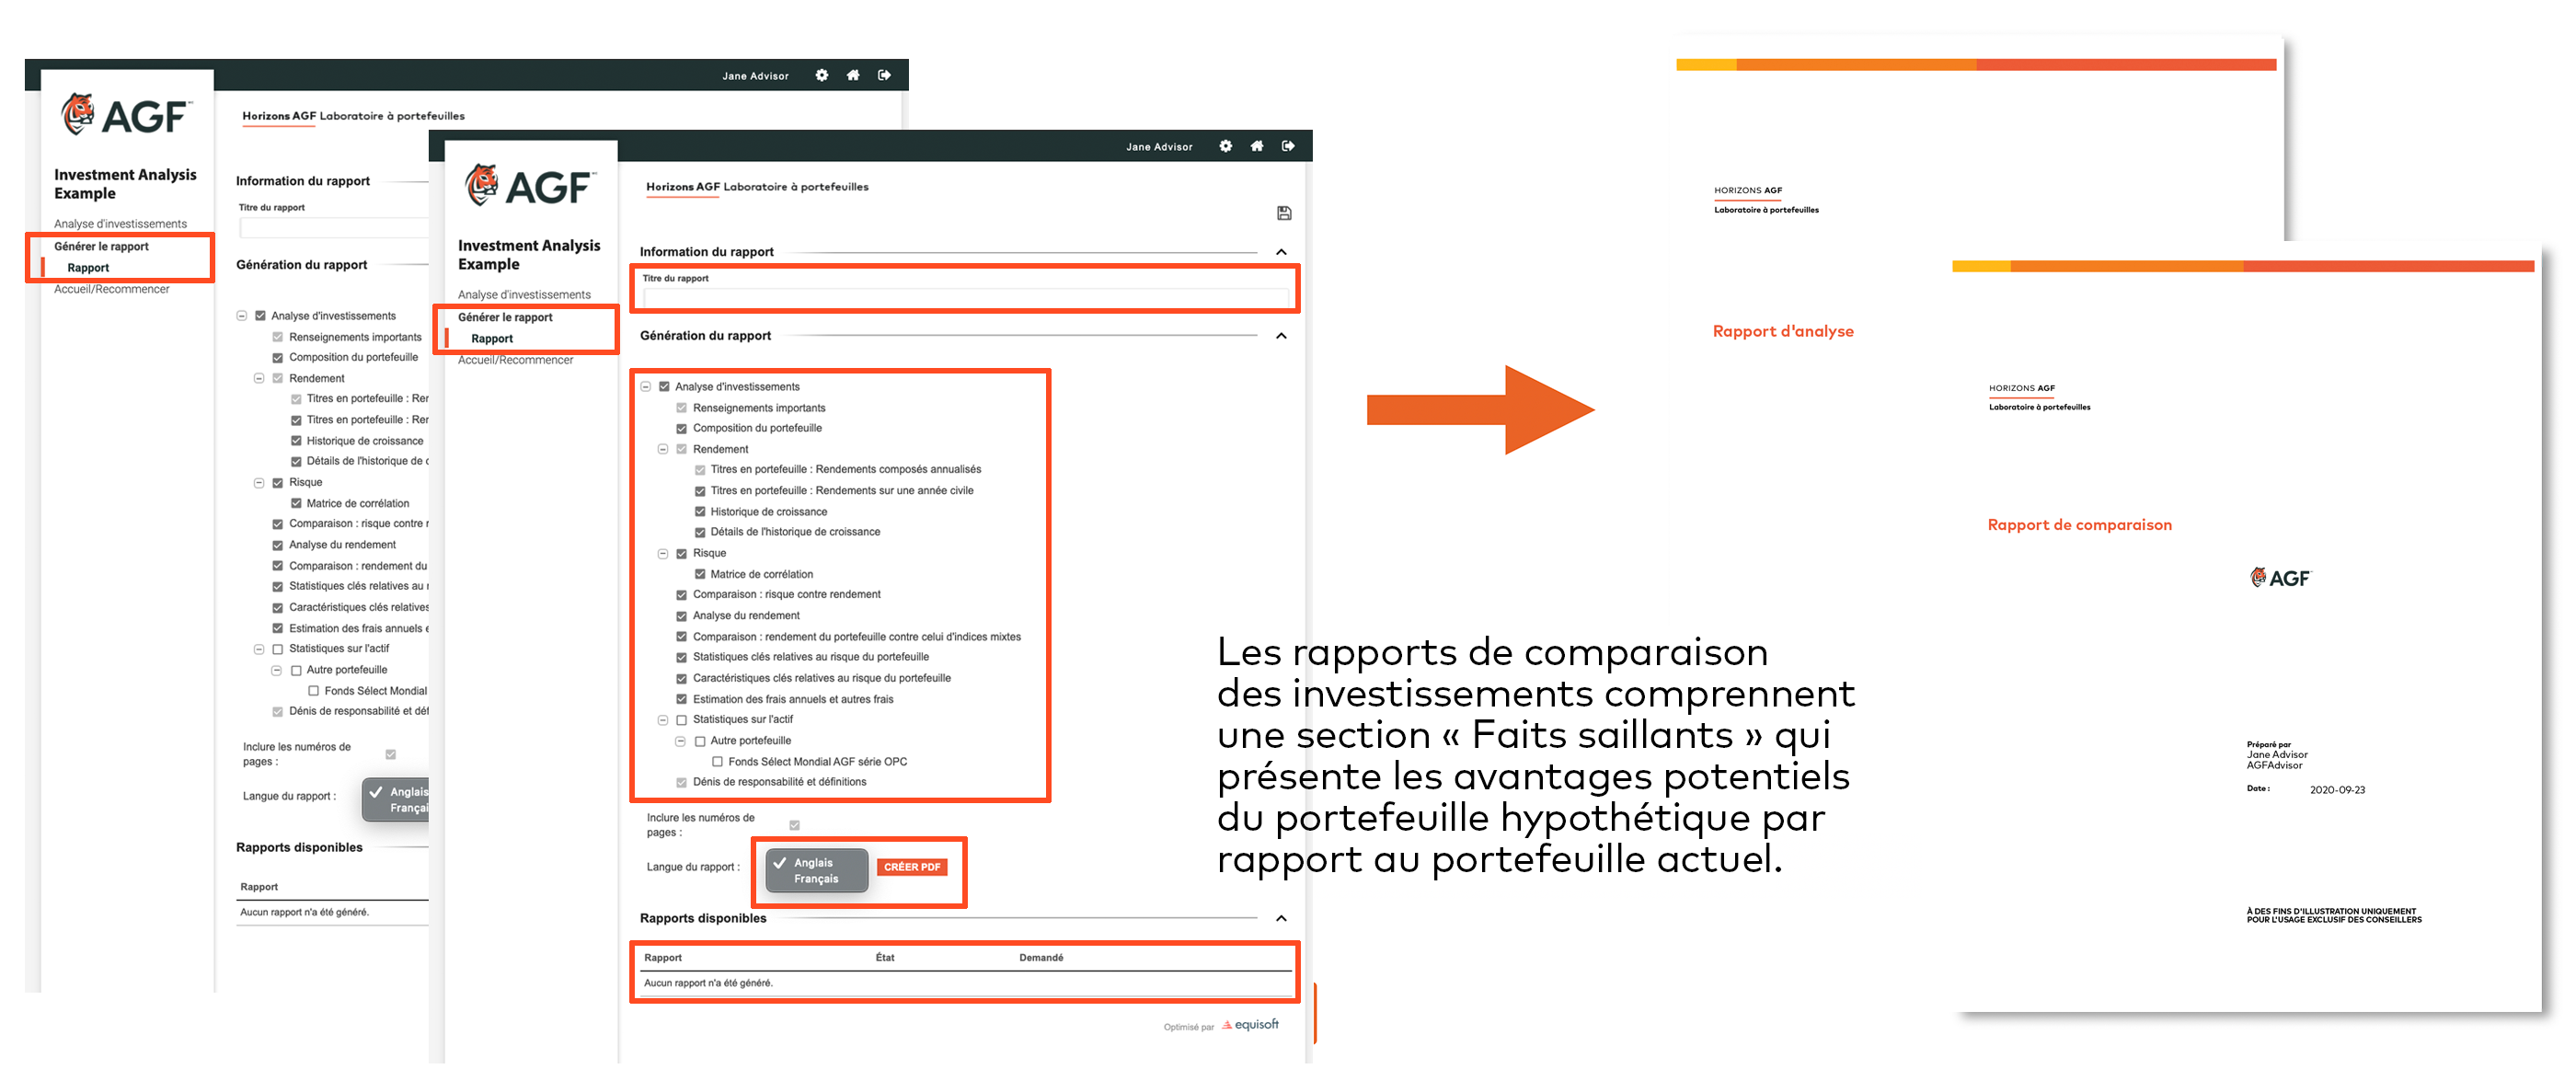 Jane Advisor
AGF
Horizons AGF Laboratoire à portefeuilles
Investment Analysis
Example
Analyse d'investissements
Générer le rapport
Rapport
Accueil/Recommencer
Information du rapport
Titre du rapport
Génération du rapport
Analyse d'investissements
Renseignements importants
Composition du portefeuille
Rendement
Titres en portefeuille : Rer
Titres en portefeuille : Rer
Historique de croissance
Détails de l'historique de c
Risque
Matrice de corrélation
Comparaison : risque contre r
Analyse du rendement
Comparaison : rendement du
Statistiques clés relatives au r
Caractéristiques clés relatives
Estimation des frais annuels e
Statistiques sur l'actif
Autre portefeuille
Fonds Sélect Mondial
Dénis de responsabilité et déf
Inclure les numéros de
pages :
Langue du rapport :
Anglais
Françai
Rapports disponibles
Rapport
Aucun rapport n'a été généré.
Jane Advisor
AGF
Horizons AGF Laboratoire à portefeuilles
Investment Analysis
Example
Analyse d'investissements
Générer le rapport
Rapport
Accueil/Recommencer
Information du rapport
Titre du rapport
Génération du rapport
Analyse d'investissements
Renseignements importants
Composition du portefeuille
Rendement
Titres en portefeuille : Rendements composés annualisés
Titres en portefeuille : Rendements sur une année civile
Historique de croissance
Détails de l'historique de croissance
Risque
Matrice de corrélation
Comparaison : risque contre rendement
Analyse du rendement
Comparaison : rendement du portefeuille contre celui d'indices mixtes
Statistiques clés relatives au risque du portefeuille
Caractéristiques clés relatives au risque du portefeuille
Estimation des frais annuels et autres frais
Statistiques sur l'actif
Autre portefeuille
Fonds Sélect Mondial AGF série OPC
Dénis de responsabilité et définitions
Inclure les numéros de
pages :
Langue du rapport :
Anglais
Français
CRÉER PDF
Rapports disponibles
Rapport État Demandé
Aucun rapport n'a été généré.
Optimisé par equisoft
Les rapports de comparaison
des investissements comprennent
une section « Faits saillants » qui
présente les avantages potentiels
du portefeuille hypothétique par
rapport au portefeuille actuel.
HORIZONS AGF
Laboratoire à portefeuilles
Rapport d'analyse
HORIZONS AGF
Laboratoire à portefeuilles
Rapport de comparaison
AGF
Préparé par
Jane Advisor
AGFAdvisor
Date : 2020-09-23
À DES FINS D'ILLUSTRATION UNIQUEMENT
POUR L'USAGE EXCLUSIF DES CONSEILLERS